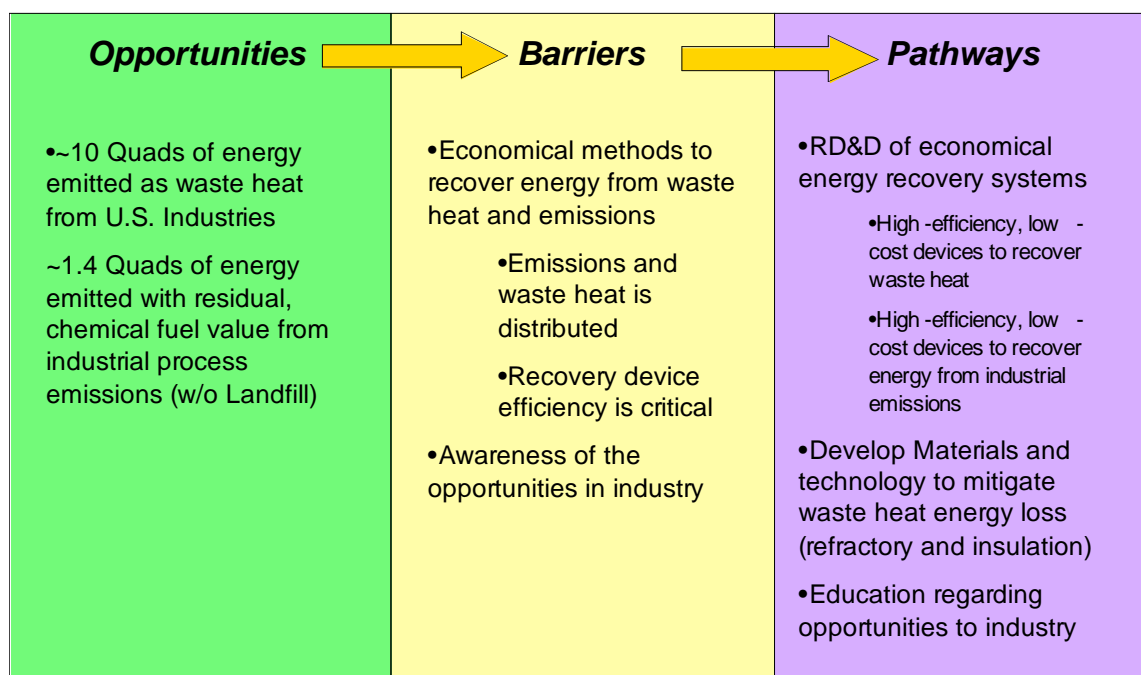 Opportunities
•~10 Quads of energy
emitted as waste heat
from U.S. Industries
~1.4 Quads of energy
emitted with residual,
chemical fuel value from
industrial process
emissions (w/o Landfill)
Barriers
•Economical methods to
recover energy from waste
heat and emissions
•Emissions and
waste heat is
distributed
•Recovery device
efficiency is critical
•Awareness of the
opportunities in industry
Pathways
•RD&D of economical
energy recovery systems
•High -efficiency, low -
cost devices to recover
waste heat
•High -efficiency, low -
cost devices to recover
energy from industrial
emissions
•Develop Materials and
technology to mitigate
waste heat energy loss
(refractory and insulation)
•Education regarding
opportunities to industry